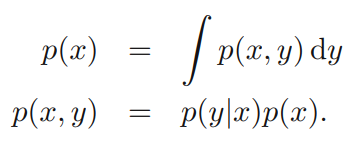 p(x) = ∫ p(x, y) dy
p(x, y) = p(y|x)p(x).